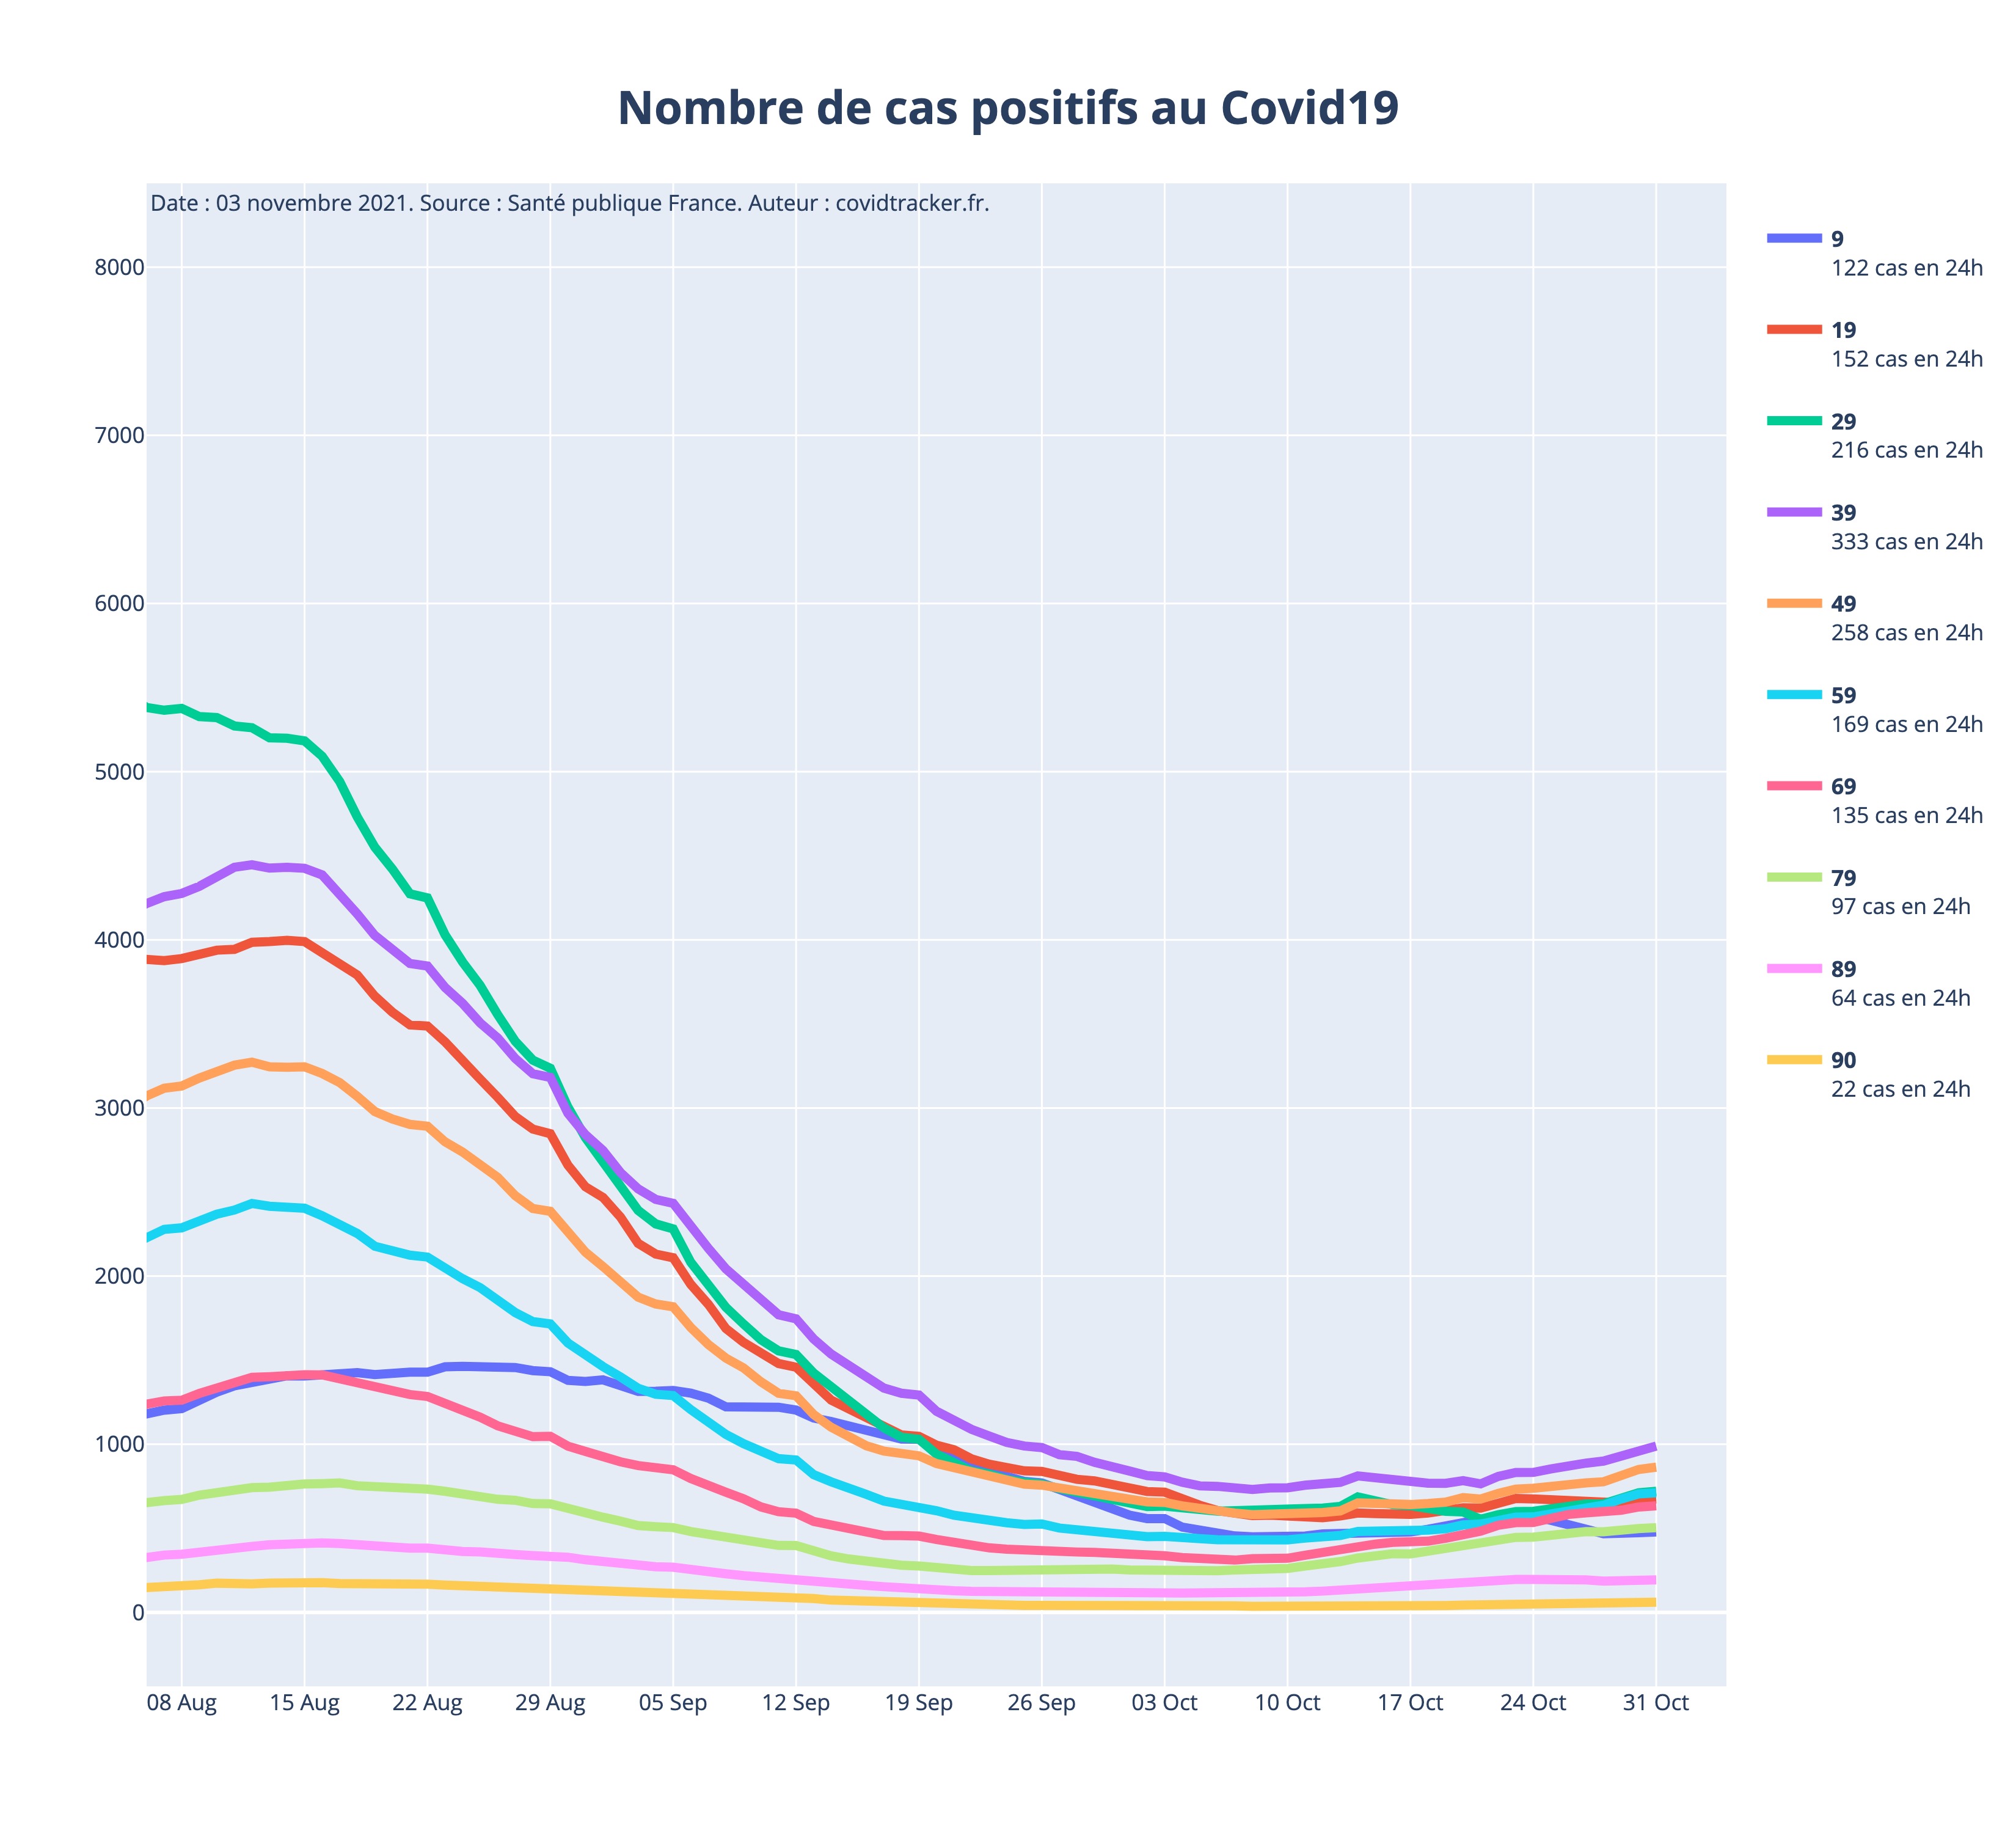 Nombre de cas positifs au Covid19
Date : 03 novembre 2021. Source : Santé publique France. Auteur : covidtracker.fr.
8000
7000
6000
5000
4000
3000
2000
1000
0
08 Aug
15 Aug
22 Aug
29 Aug
05 Sep
12 Sep
19 Sep
26 Sep
03 Oct
10 Oct
17 Oct
24 Oct
31 Oct
9
122 cas en 24h
19
152 cas en 24h
29
216 cas en 24h
39
333 cas en 24h
49
258 cas en 24h
59
169 cas en 24h
69
135 cas en 24h
79
97 cas en 24h
89
64 cas en 24h
90
22 cas en 24h